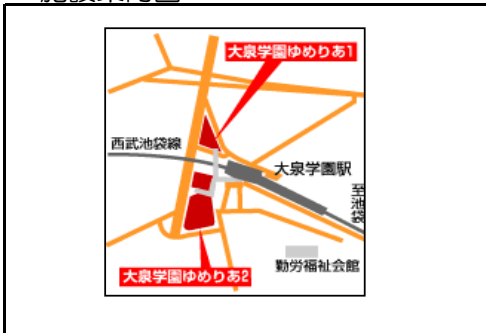 大泉学園ゆめりあ1
西武池袋線
大泉学園駅
至池袋
勤労福祉会館
大泉学園ゆめりあ2